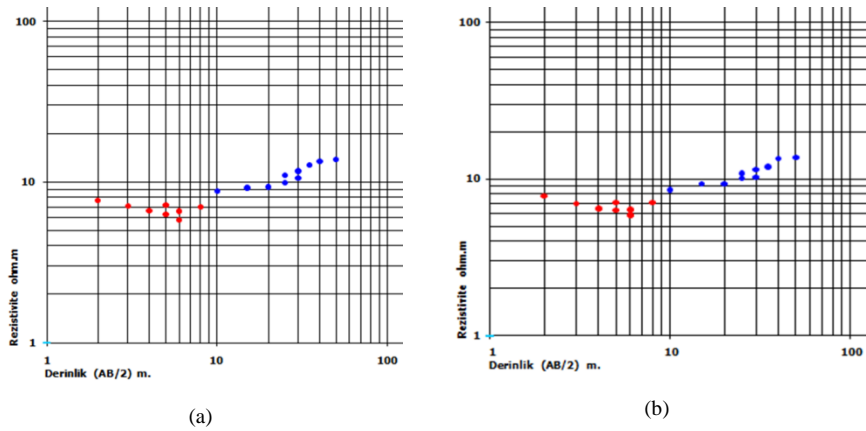 100
10
1
Rezistivite ohm.m
1 10 100
Derinlik (AB/2) m.
(a)
100
10
1
Rezistirite ohm.m
1 10 100
Derinlik (AB/2) m.
(b)